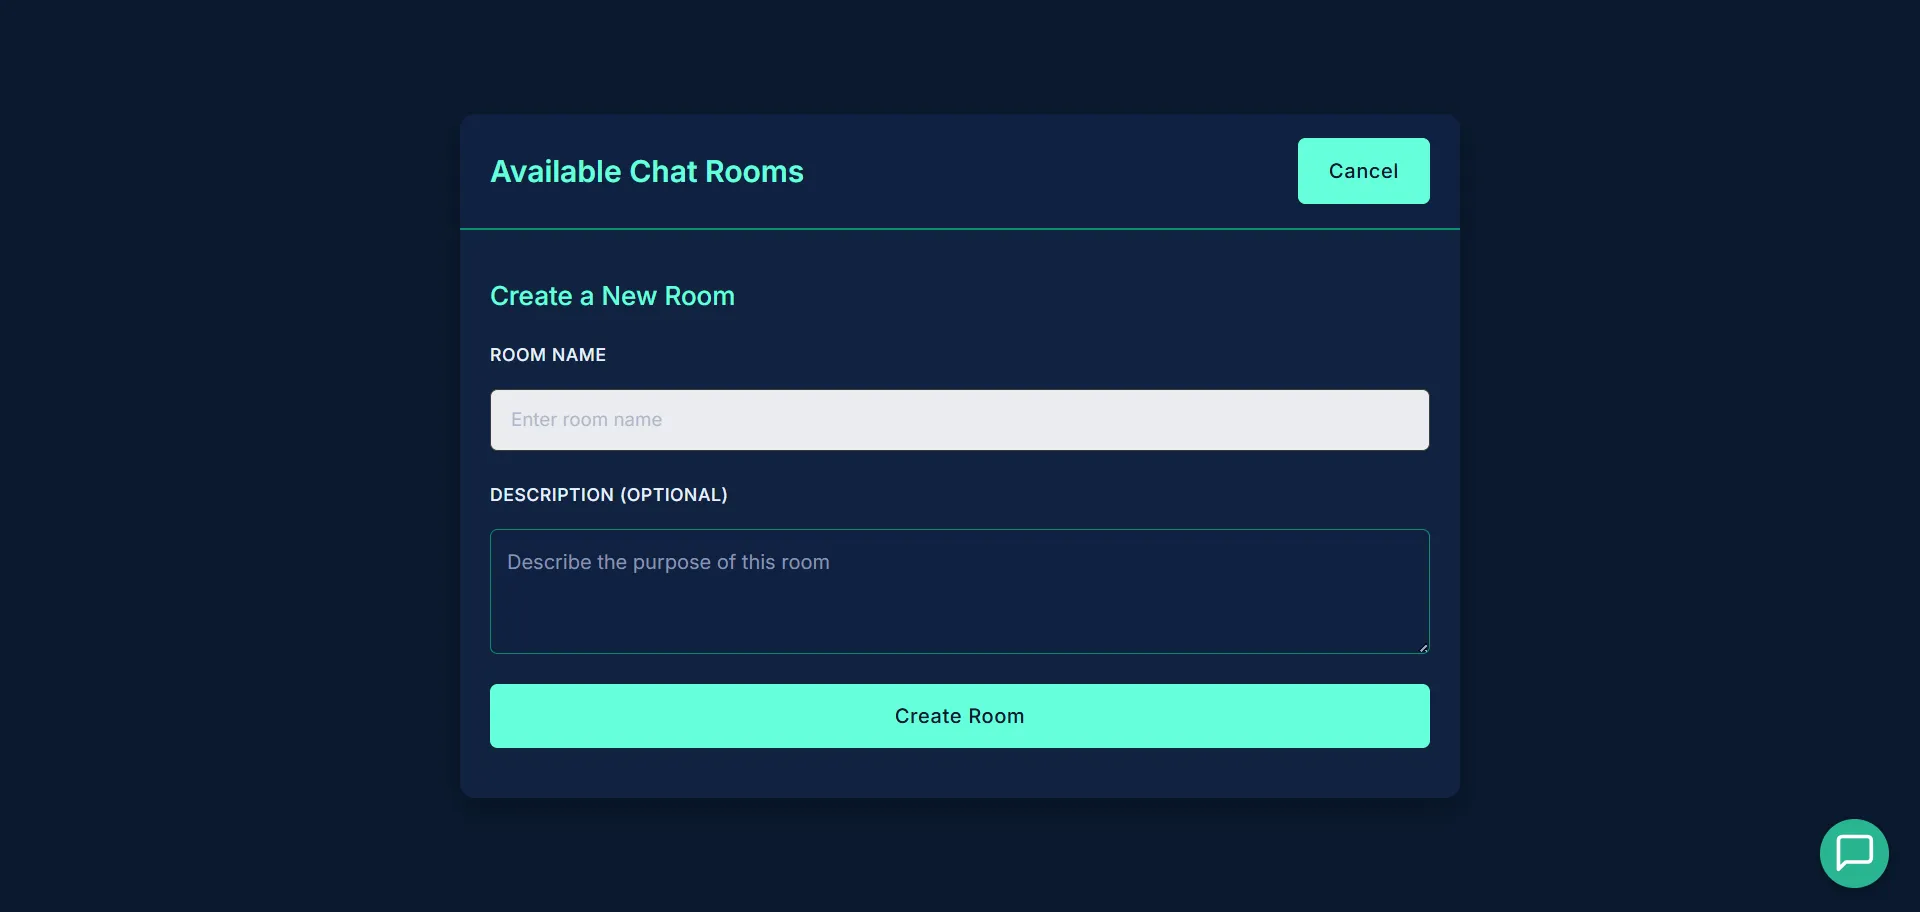 Available Chat Rooms
Cancel
Create a New Room
ROOM NAME
Enter room name
DESCRIPTION (OPTIONAL)
Describe the purpose of this room
Create Room